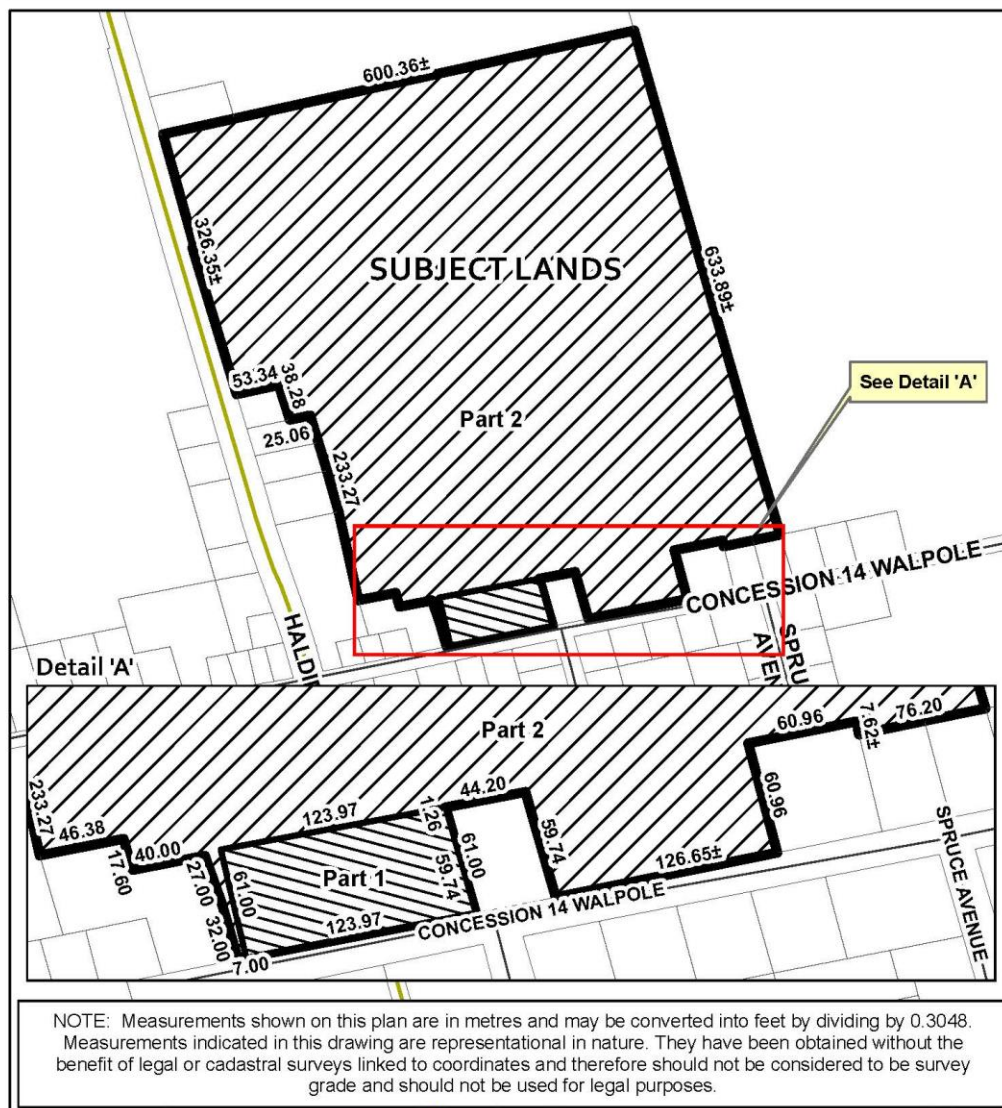 600.36±
326.35±
SUBJECT LANDS
633.89±
53.34
38.28
See Detail 'A'
Part 2
25.06
233.27
CONCESSION 14 WALPOLE
HALDI
SPRU
AVEN
Detail 'A'
Part 2
60.96
7.62±
76.20
233.27
46.38
44.20
123.97
1.26
17.60
40.00
27.00
61.00
59.74
60.96
61.00
Part 1
59.74
126.65±
SPRUCE AVENUE
32.00
123.97
CONCESSION 14 WALPOLE
7.00
NOTE: Measurements shown on this plan are in metres and may be converted into feet by dividing by 0.3048.
Measurements indicated in this drawing are representational in nature. They have been obtained without the
benefit of legal or cadastral surveys linked to coordinates and therefore should not be considered to be survey
grade and should not be used for legal purposes.